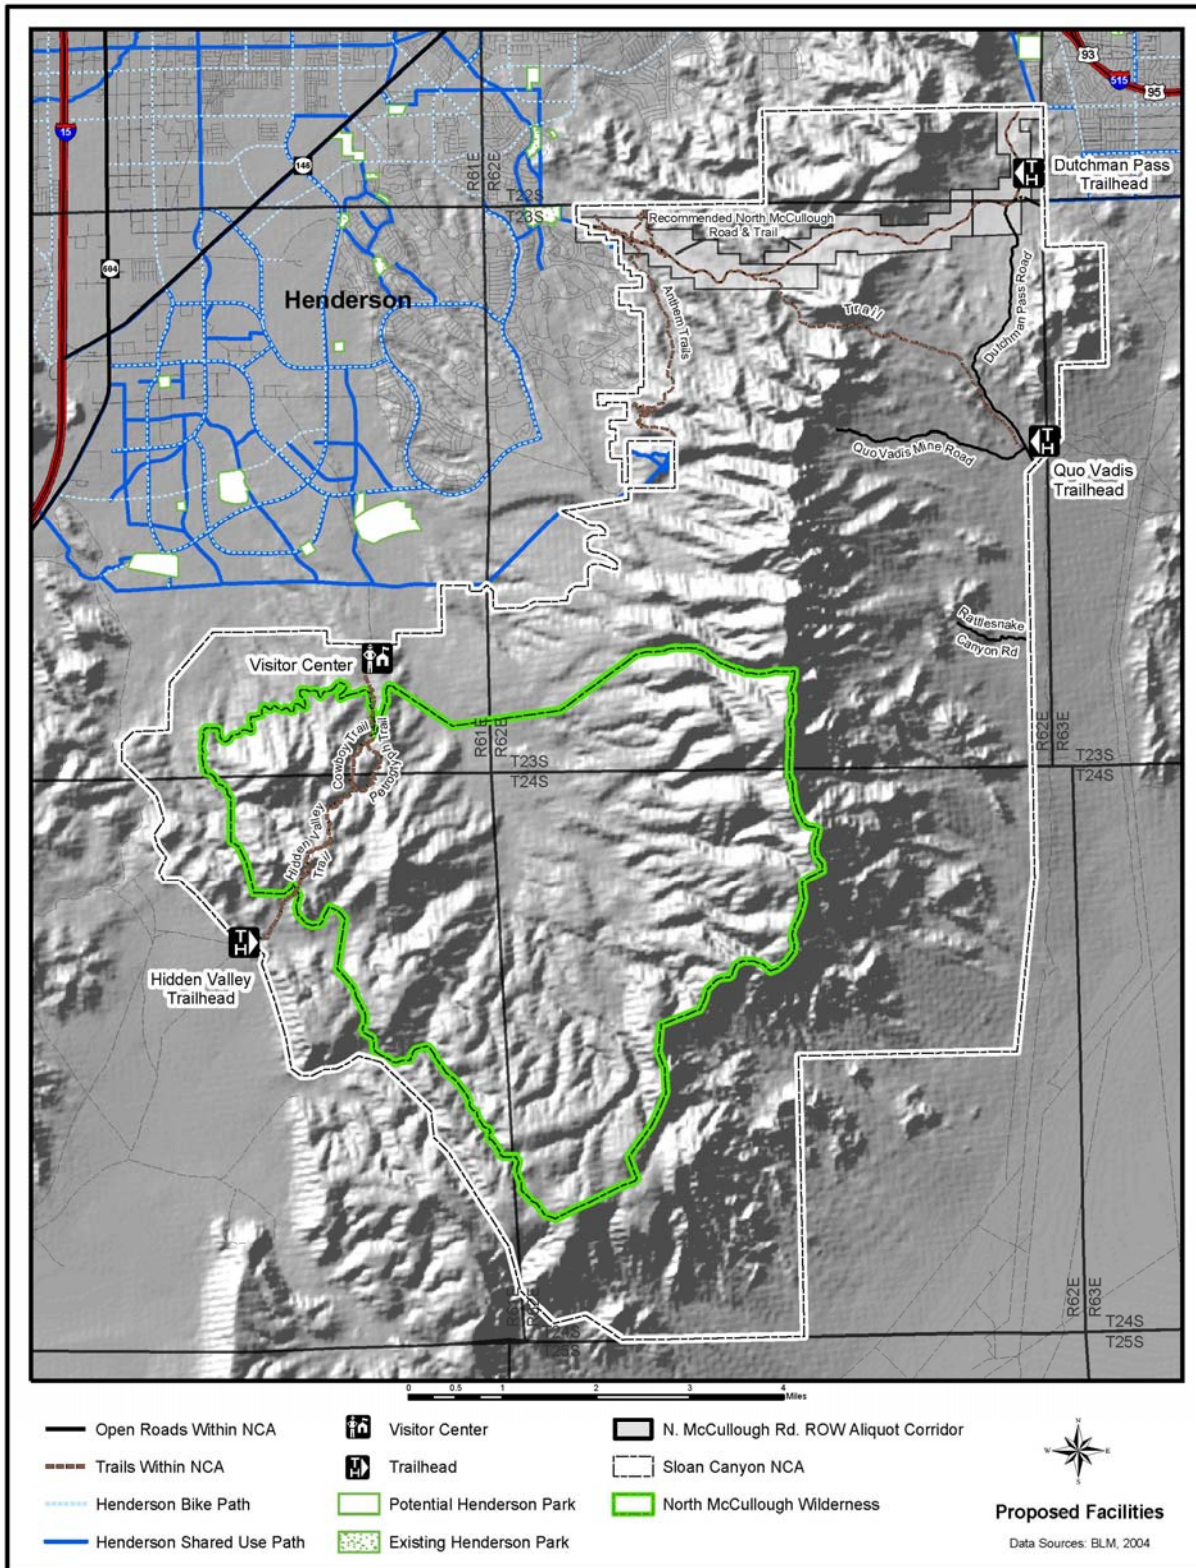 93
515
95
15
146
R61E
R62E
T22S
T23S
Dutchman Pass
Trailhead
Recommended North McCullough
Road & Trail
604
Henderson
Anthem Trails
Trail
Dutchman Pass Road
Quo Vadis Mine Road
Quo Vadis
Trailhead
Rattlesnake
Canyon Rd
Visitor Center
Cowboy Trail
Petroglyph Trail
R61E
R62E
T23S
T24S
R62E
R63E
T23S
T24S
Hidden Valley
Trail
Hidden Valley
Trailhead
R61E
R62E
T24S
T25S
R62E
R63E
T24S
T25S
0 0.5 1 2 3 4
Miles
Open Roads Within NCA
Visitor Center
N. McCullough Rd. ROW Aliquot Corridor
Trails Within NCA
Trailhead
Sloan Canyon NCA
Henderson Bike Path
Potential Henderson Park
North McCullough Wilderness
Henderson Shared Use Path
Existing Henderson Park
N
W E
S
Proposed Facilities
Data Sources: BLM, 2004